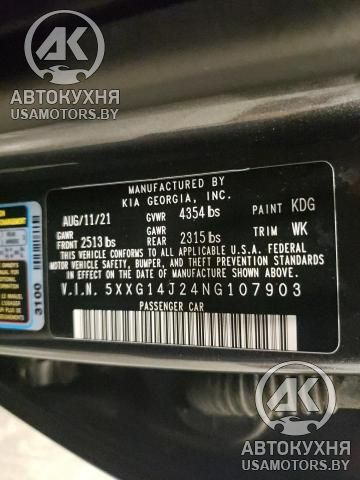 АК
АВТОКУХНЯ
USAMOTORS.BY
MANUFACTURED BY
KIA GEORGIA, INC.
AUG/11/21 GVWR 4354 lbs PAINT KDG
GAWR GAWR
FRONT 2513 lbs REAR 2315 lbs TRIM WK
THIS VEHICLE CONFORMS TO ALL APPLICABLE U.S.A. FEDERAL
MOTOR VEHICLE SAFETY, BUMPER, AND THEFT PREVENTION STANDARDS
IN EFFECT ON THE DATE OF MANUFACTURE SHOWN ABOVE.
V.I.N. 5XXG14J24NG107903
PASSENGER CAR
3100
АК
АВТОКУХНЯ
USAMOTORS.BY